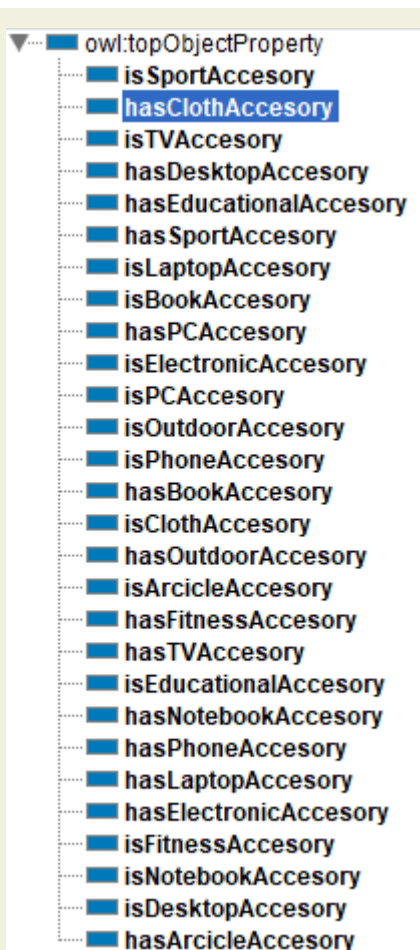 owl:topObjectProperty
isSportAccesory
hasClothAccesory
isTVAccesory
hasDesktopAccesory
hasEducationalAccesory
hasSportAccesory
isLaptopAccesory
isBookAccesory
hasPCAccesory
isElectronicAccesory
isPCAccesory
isOutdoorAccesory
isPhoneAccesory
hasBookAccesory
isClothAccesory
hasOutdoorAccesory
isArcicleAccesory
hasFitnessAccesory
hasTVAccesory
isEducationalAccesory
hasNotebookAccesory
hasPhoneAccesory
hasLaptopAccesory
hasElectronicAccesory
isFitnessAccesory
isNotebookAccesory
isDesktopAccesory
hasArcicleAccesory